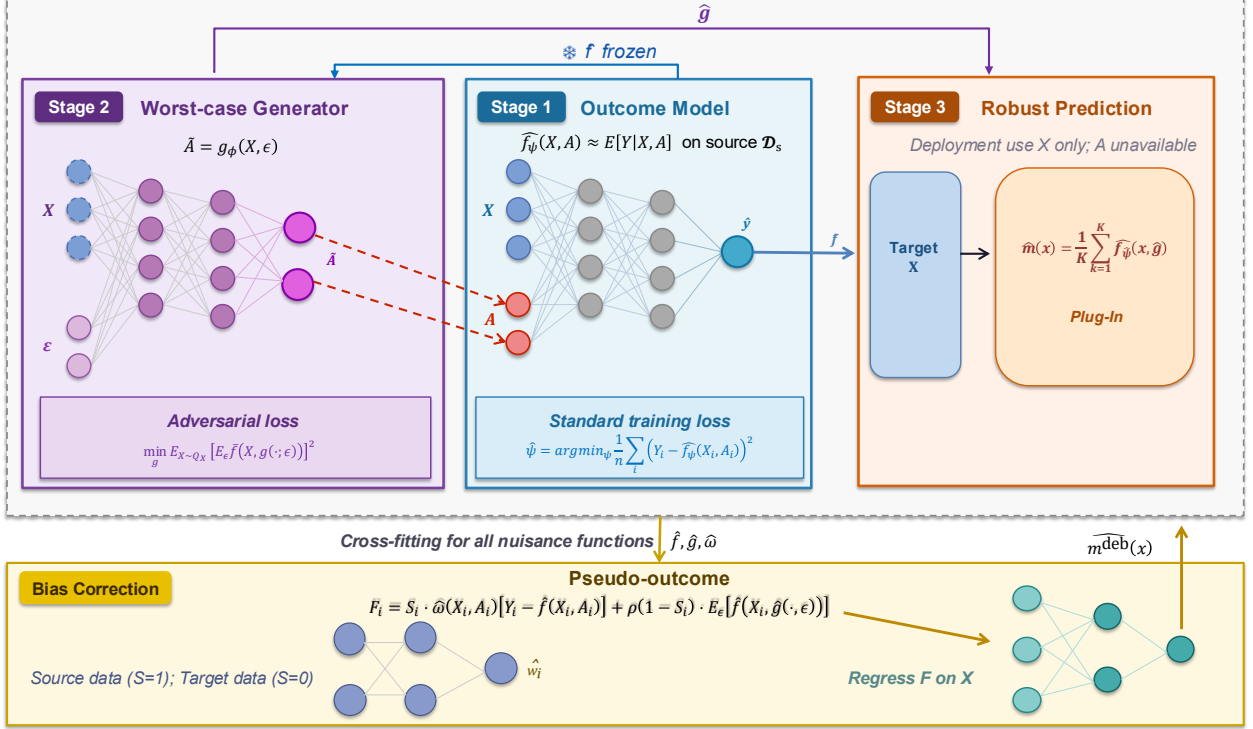 ĝ
❄ f frozen
Stage 2 Worst-case Generator
Ã = g_ϕ(X, ϵ)
X
ε
Ã
Adversarial loss
min_g E_{X~Q_X} [E_ϵ f̄(X, g(·; ϵ))]²
Stage 1 Outcome Model
f̂_ψ(X, A) ≈ E[Y|X, A] on source 𝓓_s
X
A
ŷ
Standard training loss
ψ̂ = argmin_ψ 1/n ∑_i (Y_i − f̂_ψ(X_i, A_i))²
f
Stage 3 Robust Prediction
Deployment use X only; A unavailable
Target
X
m̂(x) = 1/K ∑_{k=1}^{K} f̂_ψ̂(x, ĝ)
Plug-In
Cross-fitting for all nuisance functions f̂, ĝ, ω̂
m^deb(x)^
Bias Correction
Pseudo-outcome
F_i = S_i · ω̂(X_i, A_i)[Y_i − f̂(X_i, A_i)] + ρ(1 − S_i) · E_ϵ[f̂(X_i, ĝ(·, ϵ))]
Source data (S=1); Target data (S=0)
ŵ_i
Regress F on X